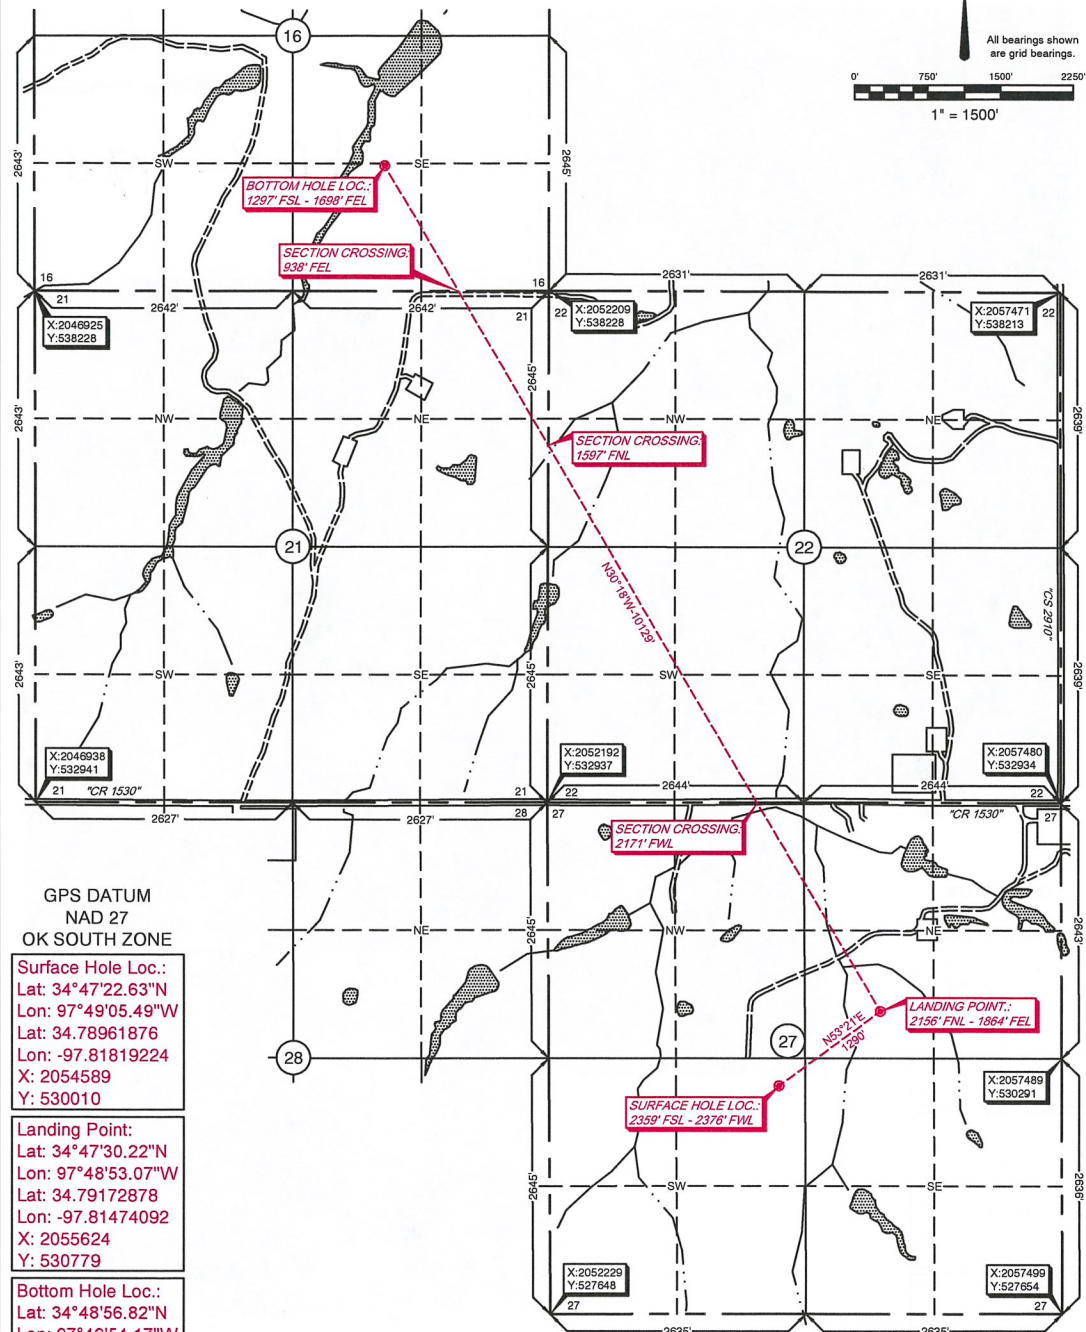 All bearings shown
are grid bearings.
0' 750' 1500' 2250'
1" = 1500'
16
2643'
SW
SE
2645'
BOTTOM HOLE LOC.:
1297' FSL - 1698' FEL
SECTION CROSSING:
938' FEL
16
21
2642'
2642'
16
21
22
2631'
2631'
22
X:2046925
Y:538228
X:2052209
Y:538228
X:2057471
Y:538213
2643'
NW
NE
2645'
NW
NE
2639'
SECTION CROSSING:
1597' FNL
21
22
N30°18'W-10129'
"CS 2910"
2643'
SW
SE
2645'
SW
SE
2639'
X:2046938
Y:532941
X:2052192
Y:532937
X:2057480
Y:532934
21
"CR 1530"
21
22
2644'
2644'
22
2627'
2627'
28
27
"CR 1530"
27
SECTION CROSSING:
2171' FWL
GPS DATUM
NAD 27
OK SOUTH ZONE
NE
2645'
NW
NE
2643'
Surface Hole Loc.:
Lat: 34°47'22.63"N
Lon: 97°49'05.49"W
Lat: 34.78961876
Lon: -97.81819224
X: 2054589
Y: 530010
LANDING POINT.:
2156' FNL - 1864' FEL
N53°21'E
1290'
28
27
X:2057489
Y:530291
SURFACE HOLE LOC.:
2359' FSL - 2376' FWL
Landing Point:
Lat: 34°47'30.22"N
Lon: 97°48'53.07"W
Lat: 34.79172878
Lon: -97.81474092
X: 2055624
Y: 530779
2645'
SW
SE
2636'
X:2052229
Y:527648
X:2057499
Y:527654
27
27
Bottom Hole Loc.:
Lat: 34°48'56.82"N
Lon: 97°49'54.17"W
2635'
2635'